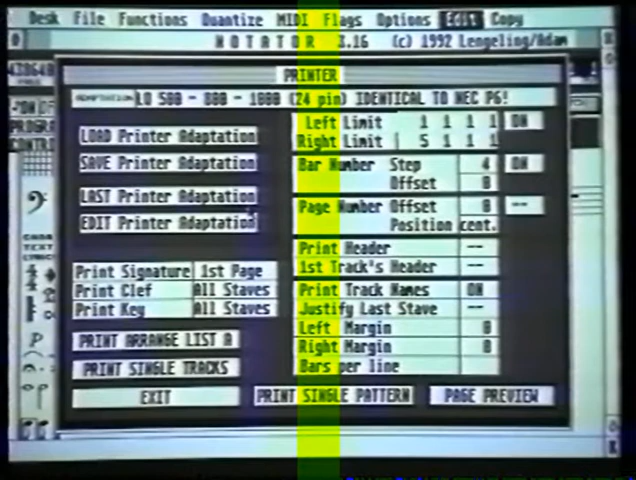 Desk File Functions Quantize MIDI Flags Options Edit Copy
NOTATOR 3.16 (c) 1992 Lengeling/Adam
PRINTER
ADAPTATION LQ 500 - 800 - 1000 (24 pin) IDENTICAL TO NEC P6!
LOAD Printer Adaptation
SAVE Printer Adaptation
LAST Printer Adaptation
EDIT Printer Adaptation
Print Signature 1st Page
Print Clef All Staves
Print Key All Staves
PRINT ARRANGE LIST A
PRINT SINGLE TRACKS
EXIT
Left Limit 1 1 1 1 ON
Right Limit 5 1 1 1
Bar Number Step 4 ON
Offset 0
Page Number Offset 0 --
Position cent.
Print Header --
1st Track's Header --
Print Track Names ON
Justify Last Stave --
Left Margin 0
Right Margin 0
Bars per line
PRINT SINGLE PATTERN
PAGE PREVIEW